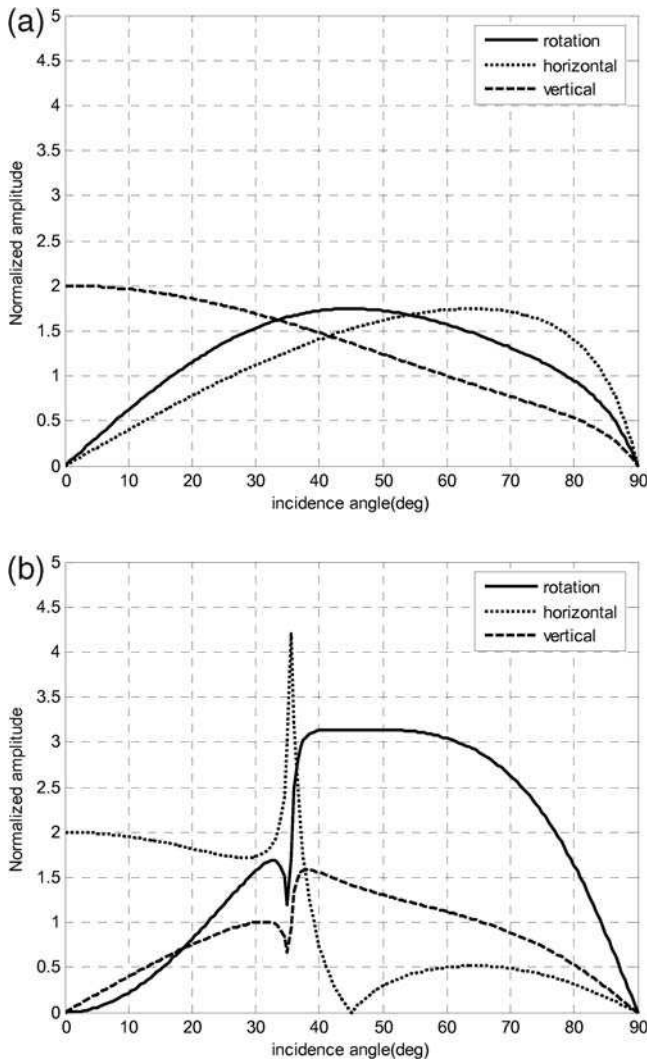 (a)
5
4.5
4
3.5
3
2.5
2
1.5
1
0.5
0
Normalized amplitude
rotation
horizontal
vertical
0 10 20 30 40 50 60 70 80 90
incidence angle(deg)
(b)
5
4.5
4
3.5
3
2.5
2
1.5
1
0.5
0
Normalized amplitude
rotation
horizontal
vertical
0 10 20 30 40 50 60 70 80 90
incidence angle(deg)